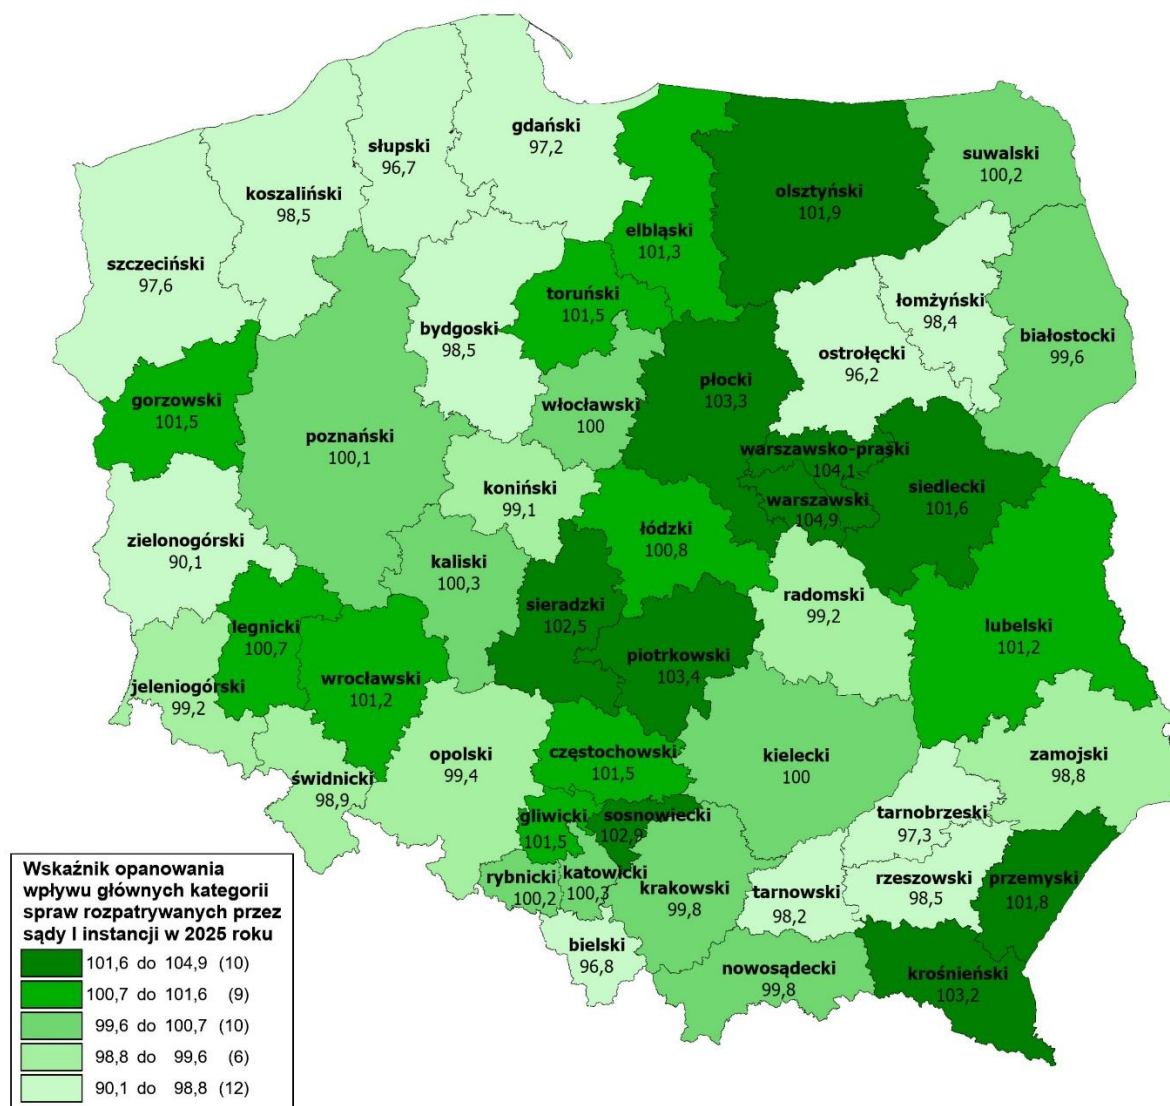 gdański
97,2
słupski
96,7
suwalski
100,2
koszaliński
98,5
olsztyński
101,9
elbląski
101,3
szczeciński
97,6
toruński
101,5
łomżyński
98,4
bydgoski
98,5
białostocki
99,6
ostrołęcki
96,2
płocki
103,3
gorzowski
101,5
włocławski
100
poznański
100,1
warszawsko-praski
104,1
koniński
99,1
warszawski
104,9
siedlecki
101,6
łódzki
100,8
zielonogórski
90,1
kaliski
100,3
radomski
99,2
sieradzki
102,5
legnicki
100,7
lubelski
101,2
piotrkowski
103,4
wrocławski
101,2
jeleniogórski
99,2
opolski
99,4
częstochowski
101,5
kielecki
100
zamojski
98,8
świdnicki
98,9
tarnobrzeski
97,3
gliwicki
101,5
sosnowiecki
102,9
rybnicki
100,2
katowicki
100,3
krakowski
99,8
tarnowski
98,2
rzeszowski
98,5
przemyski
101,8
bielski
96,8
nowosądecki
99,8
krośnieński
103,2
Wskaźnik opanowania
wpływu głównych kategorii
spraw rozpatrywanych przez
sądy I instancji w 2025 roku
101,6 do 104,9 (10)
100,7 do 101,6 (9)
99,6 do 100,7 (10)
98,8 do 99,6 (6)
90,1 do 98,8 (12)